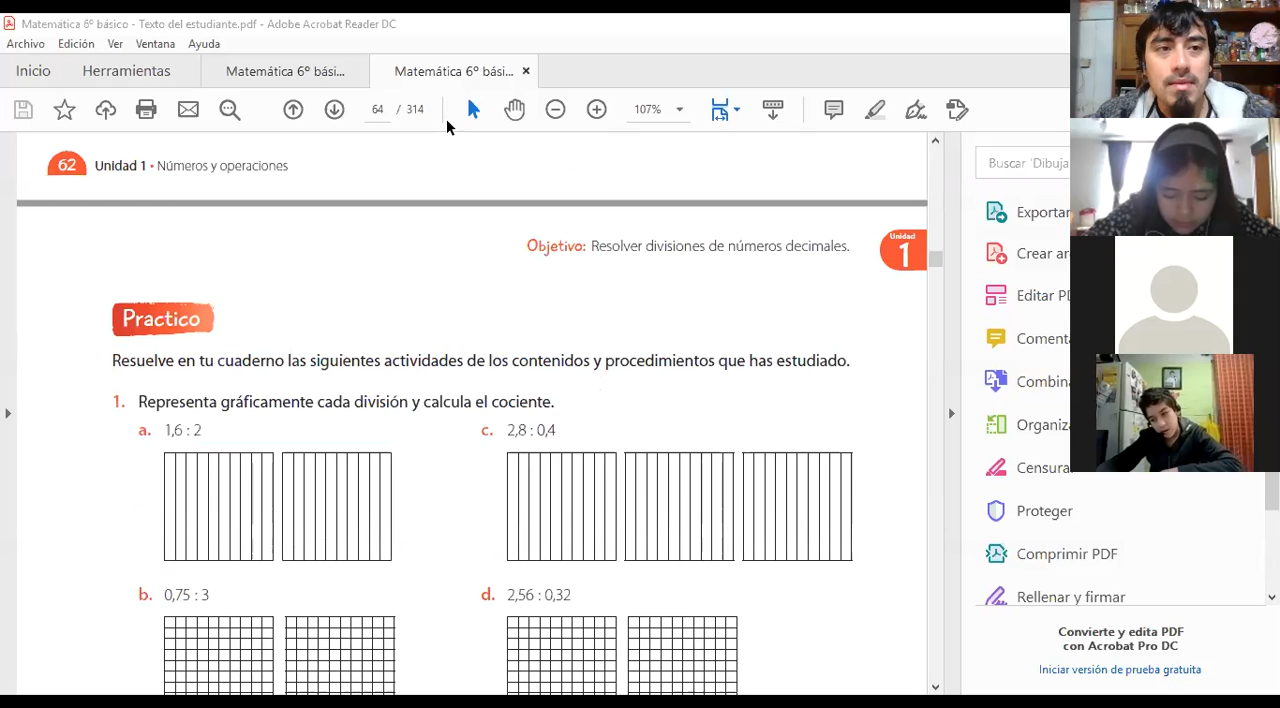 Matemática 6º básico - Texto del estudiante.pdf - Adobe Acrobat Reader DC
Archivo Edición Ver Ventana Ayuda
Inicio Herramientas Matemática 6º bási... Matemática 6º bási... ×
64 / 314 107%
62 Unidad 1 • Números y operaciones
Buscar 'Dibuja
Objetivo: Resolver divisiones de números decimales.
Unidad
1
Exportar
Crear ar
Editar PD
Comenta
Combina
Organiza
Censura
Proteger
Comprimir PDF
Rellenar y firmar
Convierte y edita PDF
con Acrobat Pro DC
Iniciar versión de prueba gratuita
Practico
Resuelve en tu cuaderno las siguientes actividades de los contenidos y procedimientos que has estudiado.
1. Representa gráficamente cada división y calcula el cociente.
a. 1,6 : 2
c. 2,8 : 0,4
b. 0,75 : 3
d. 2,56 : 0,32